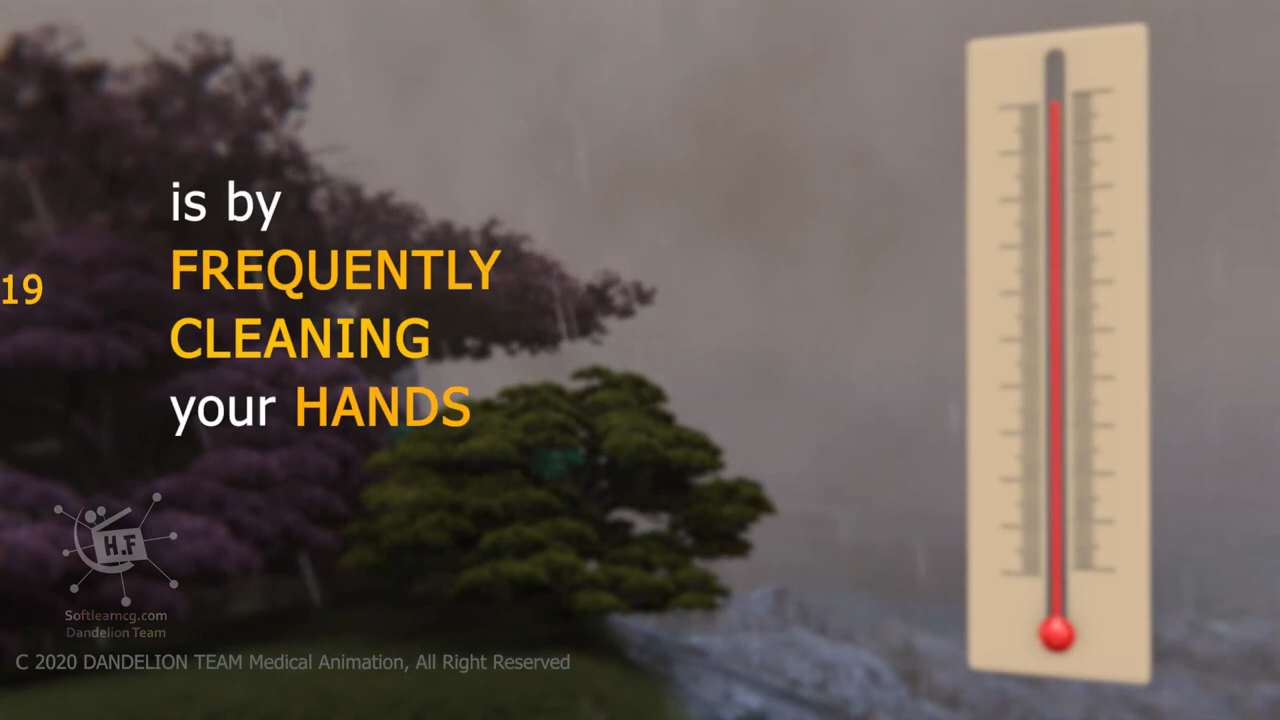 is by
FREQUENTLY
19
CLEANING
your HANDS
H.F
Softlearncg.com
Dandelion Team
C 2020 DANDELION TEAM Medical Animation, All Right Reserved